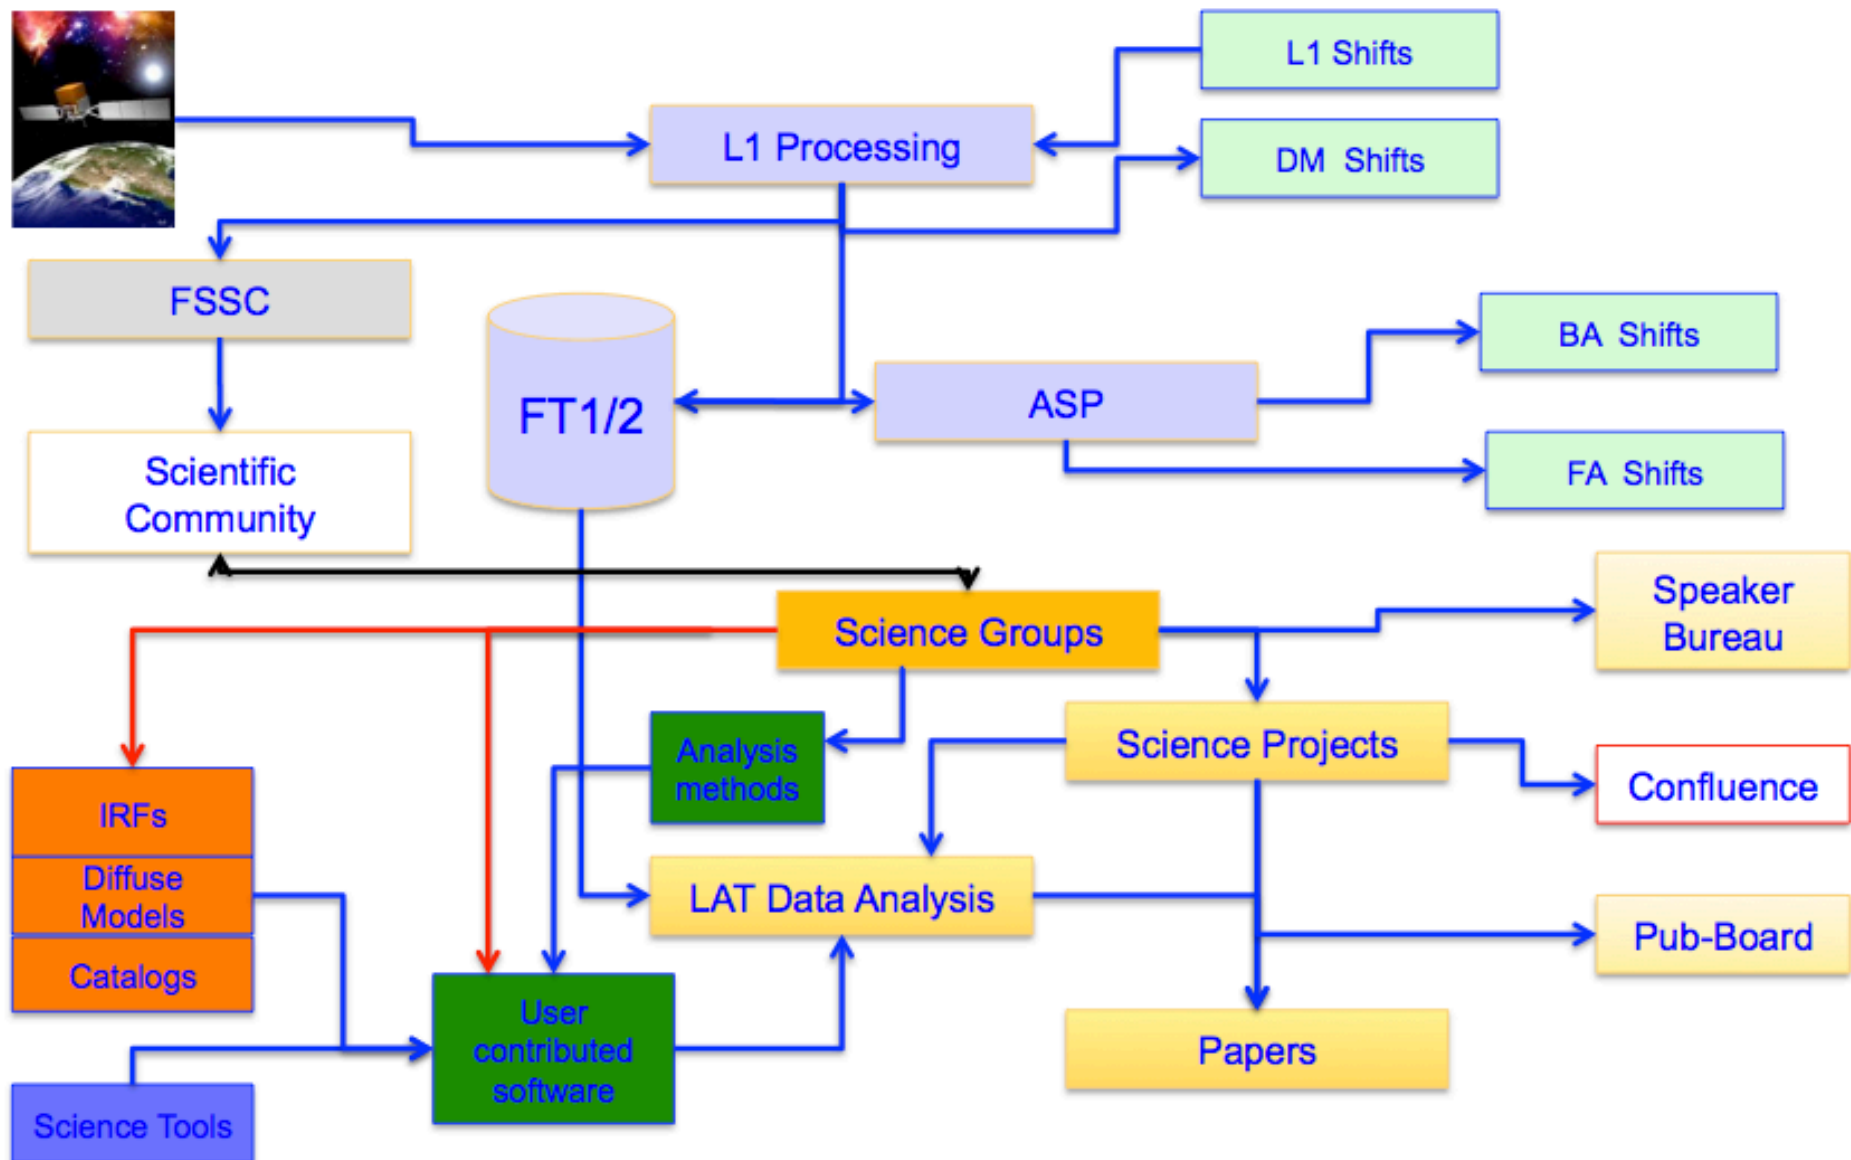 L1 Shifts
L1 Processing
DM Shifts
FSSC
BA Shifts
FT1/2
ASP
Scientific
Community
FA Shifts
Speaker
Bureau
Science Groups
Analysis
methods
Science Projects
Confluence
IRFs
Diffuse
Models
Catalogs
LAT Data Analysis
Pub-Board
User
contributed
software
Papers
Science Tools